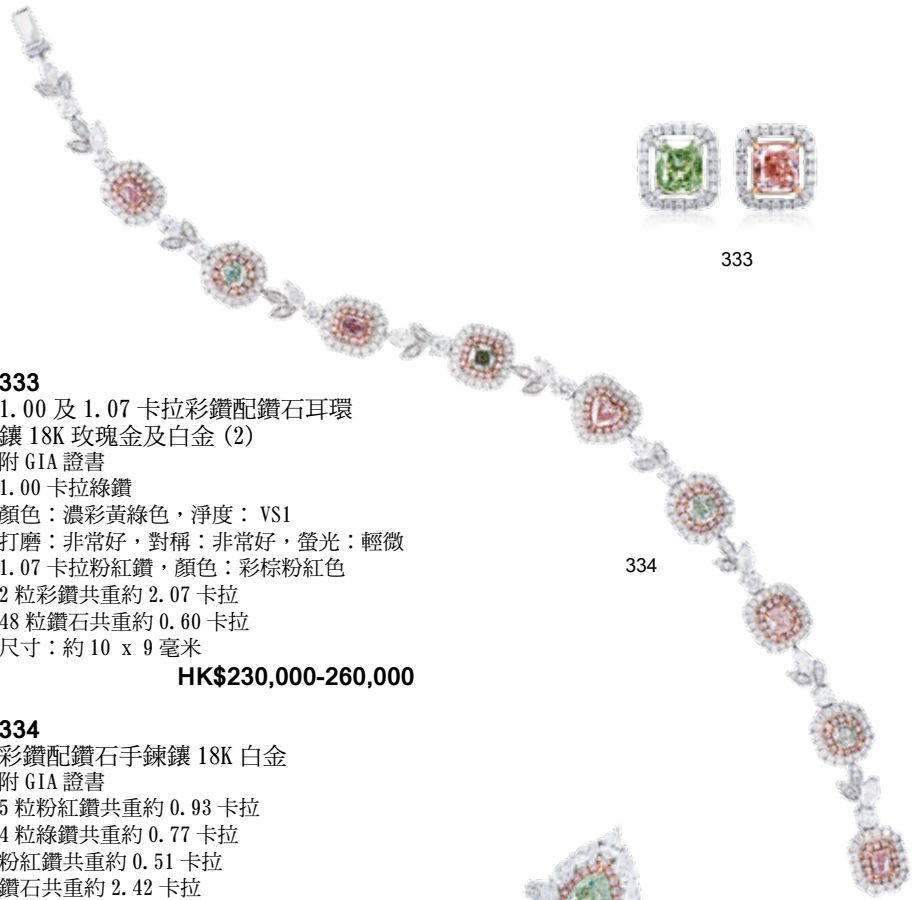 333
334
333
1.00 及 1.07 卡拉彩鑽配鑽石耳環
鑲 18K 玫瑰金及白金 (2)
附 GIA 證書
1.00 卡拉綠鑽
顏色：濃彩黃綠色，淨度： VS1
打磨：非常好，對稱：非常好，螢光：輕微
1.07 卡拉粉紅鑽，顏色：彩棕粉紅色
2 粒彩鑽共重約 2.07 卡拉
48 粒鑽石共重約 0.60 卡拉
尺寸：約 10 x 9 毫米
HK$230,000-260,000
334
彩鑽配鑽石手鍊鑲 18K 白金
附 GIA 證書
5 粒粉紅鑽共重約 0.93 卡拉
4 粒綠鑽共重約 0.77 卡拉
粉紅鑽共重約 0.51 卡拉
鑽石共重約 2.42 卡拉